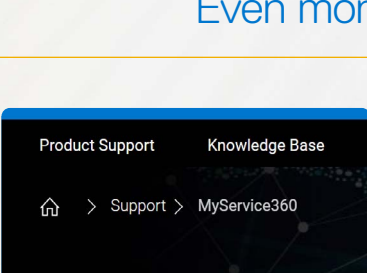 Even mor
Product Support Knowledge Base
> Support > MyService360